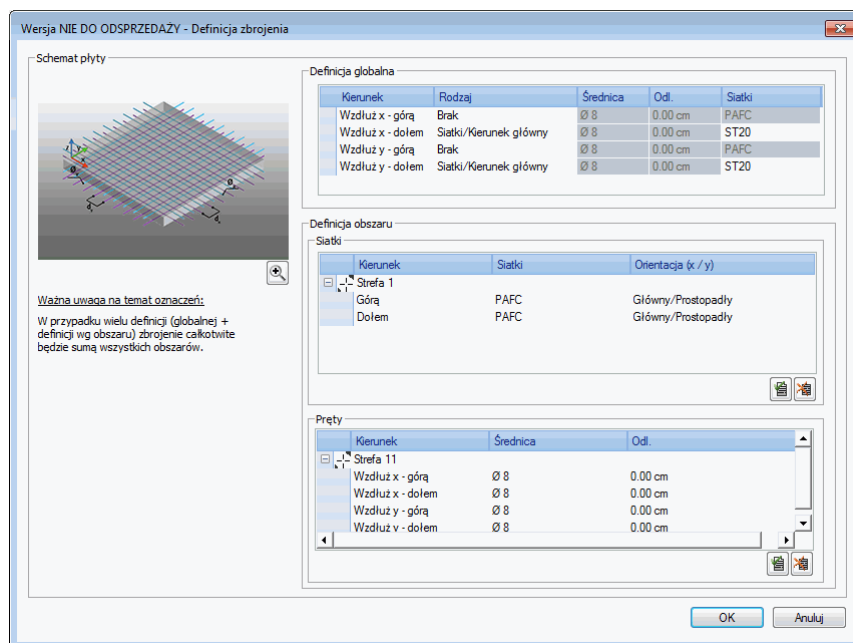 Wersja NIE DO ODSPRZEDAŻY - Definicja zbrojenia
Schemat płyty
Ważna uwaga na temat oznaczeń:
W przypadku wielu definicji (globalnej +
definicji wg obszaru) zbrojenie całkotwite
będzie sumą wszystkich obszarów.
Definicja globalna
Kierunek Rodzaj Średnica Odl. Siatki
Wzdłuż x - górą Brak Ø 8 0.00 cm PAFC
Wzdłuż x - dołem Siatki/Kierunek główny Ø 8 0.00 cm ST20
Wzdłuż y - górą Brak Ø 8 0.00 cm PAFC
Wzdłuż y - dołem Siatki/Kierunek główny Ø 8 0.00 cm ST20
Definicja obszaru
Siatki
Kierunek Siatki Orientacja (x / y)
Strefa 1
Górą PAFC Główny/Prostopadły
Dołem PAFC Główny/Prostopadły
Pręty
Kierunek Średnica Odl.
Strefa 11
Wzdłuż x - górą Ø 8 0.00 cm
Wzdłuż x - dołem Ø 8 0.00 cm
Wzdłuż y - górą Ø 8 0.00 cm
Wzdłuż y - dołem Ø 8 0.00 cm
OK Anuluj